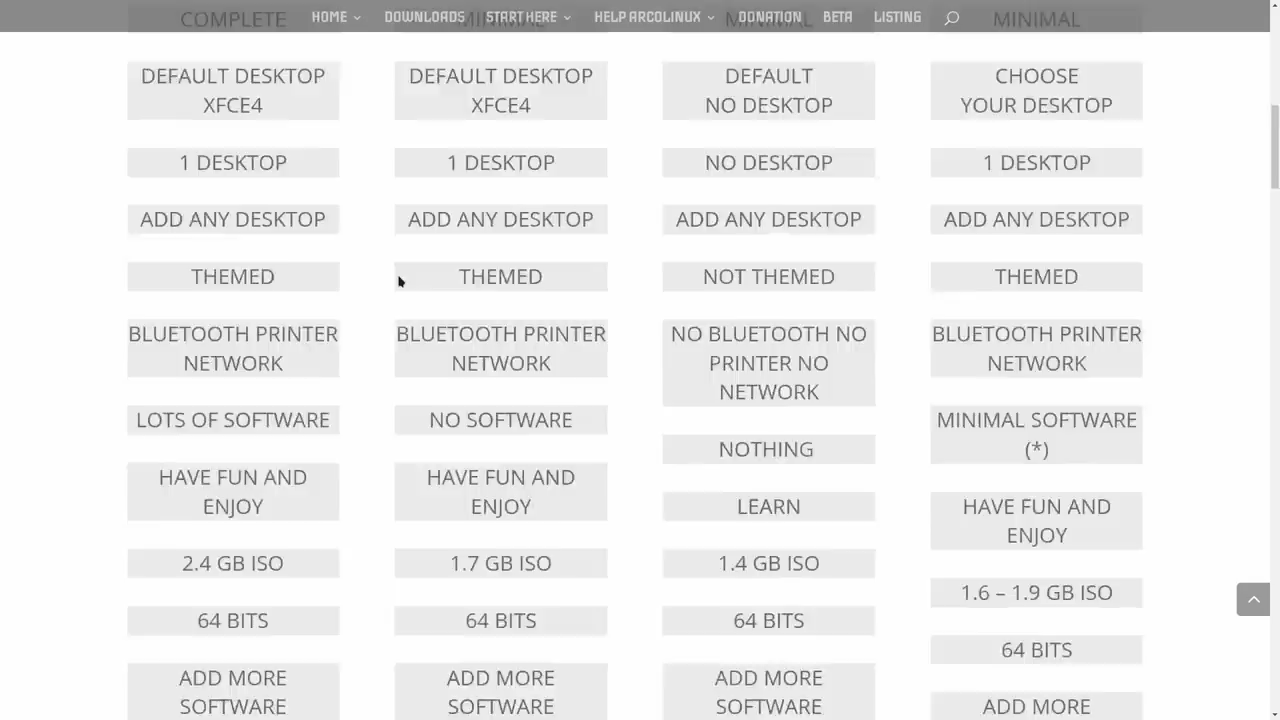 HOME
DOWNLOADS
START HERE
HELP ARCOLINUX
DONATION
BETA
LISTING
COMPLETE
MINIMAL
MINIMAL
MINIMAL
DEFAULT DESKTOP
XFCE4
1 DESKTOP
ADD ANY DESKTOP
THEMED
BLUETOOTH PRINTER
NETWORK
LOTS OF SOFTWARE
HAVE FUN AND
ENJOY
2.4 GB ISO
64 BITS
ADD MORE
SOFTWARE
DEFAULT DESKTOP
XFCE4
1 DESKTOP
ADD ANY DESKTOP
THEMED
BLUETOOTH PRINTER
NETWORK
NO SOFTWARE
HAVE FUN AND
ENJOY
1.7 GB ISO
64 BITS
ADD MORE
SOFTWARE
DEFAULT
NO DESKTOP
NO DESKTOP
ADD ANY DESKTOP
NOT THEMED
NO BLUETOOTH NO
PRINTER NO
NETWORK
NOTHING
LEARN
1.4 GB ISO
64 BITS
ADD MORE
SOFTWARE
CHOOSE
YOUR DESKTOP
1 DESKTOP
ADD ANY DESKTOP
THEMED
BLUETOOTH PRINTER
NETWORK
MINIMAL SOFTWARE
(*)
HAVE FUN AND
ENJOY
1.6 – 1.9 GB ISO
64 BITS
ADD MORE